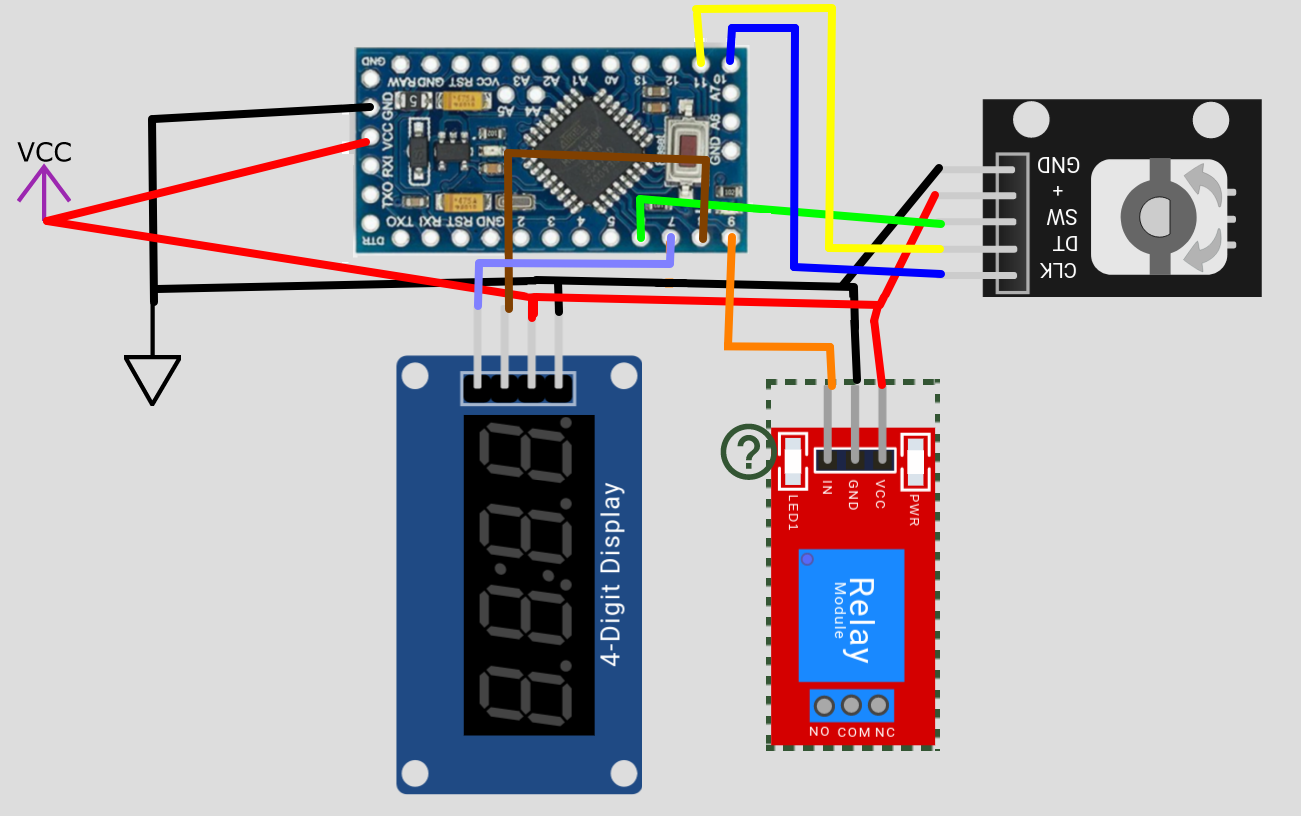 VCC
GND
RAW GND RST VCC A3 A2 A1 A0 13 12 11 10
GND
VCC
RXI
TXO
DTR
5
A5 A4
A7
A6
GND
TXO RXI RST GND 2 3 4 5 7 9
GND
+
SW
DT
CLK
4-Digit Display
?
LED1
IN
GND
VCC
PWR
Relay
Module
NO COM NC